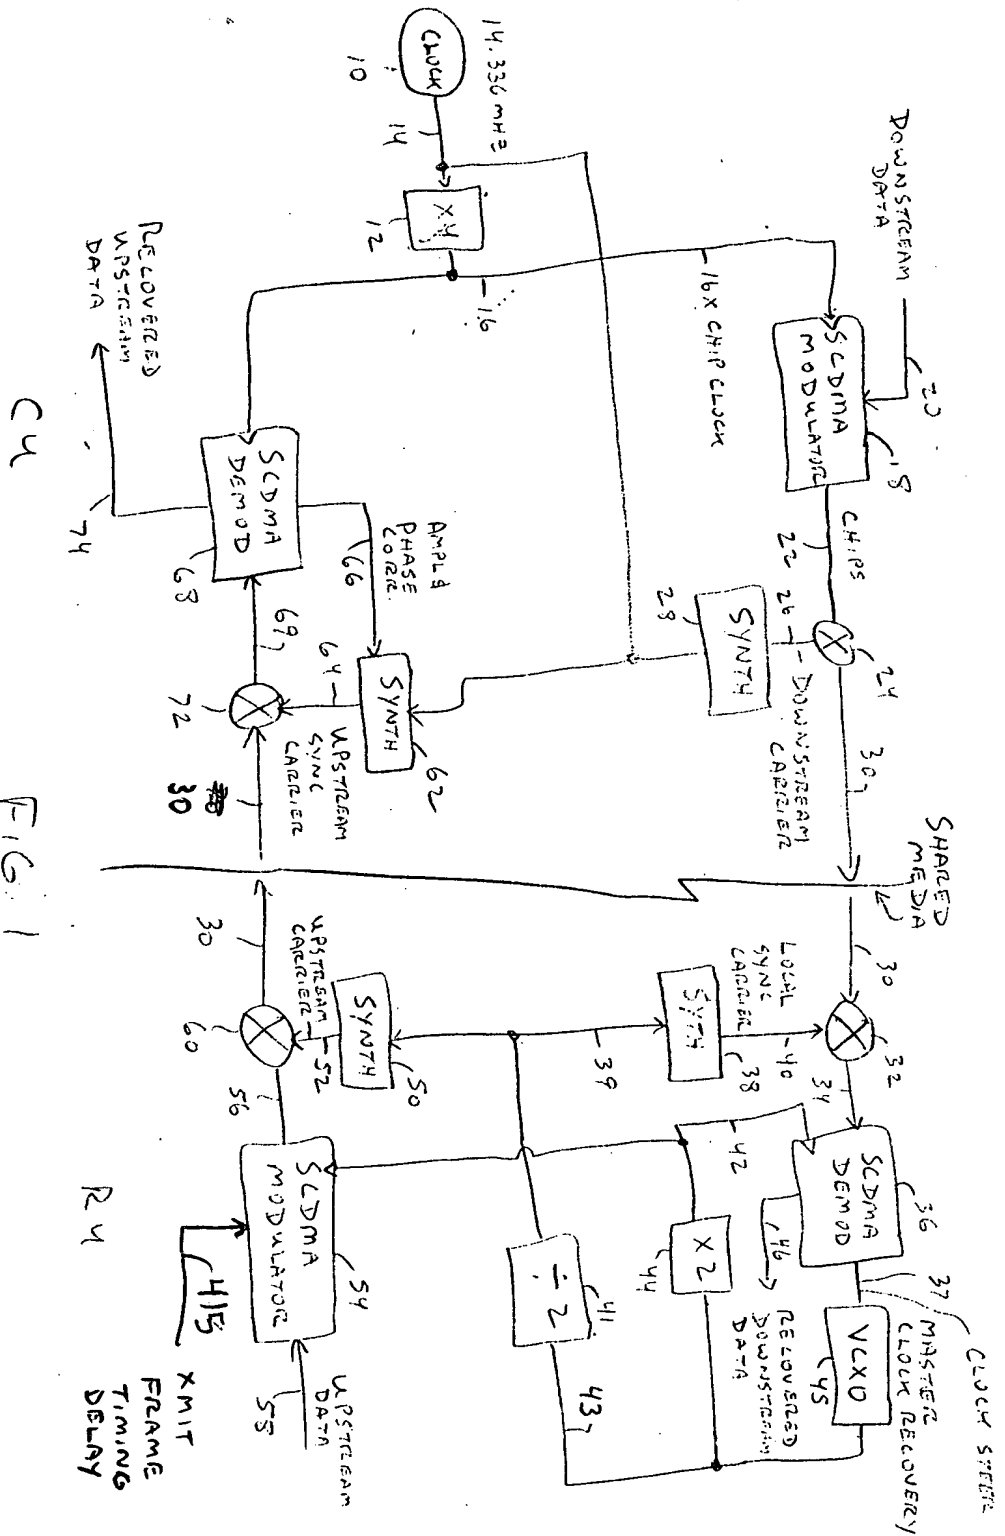 DOWNSTREAM
DATA
20
SCDMA
MODULATOR
18
CHIPS
22
24
26
DOWNSTREAM
CARRIER
SYNTH
28
30
SHARED
MEDIA
30
32
34
LOCAL
SYNC
CARRIER
40
SYTH
38
39
SCDMA
DEMOD
36
37
CLOCK STEER
VCXO
45
MASTER
CLOCK RECOVERY
46
RECOVERED
DOWNSTREAM
DATA
42
X2
44
÷2
41
43
14.336 MHZ
CLOCK
10
14
X4
12
16
16X CHIP CLOCK
SCDMA
DEMOD
68
AMPL &
PHASE
CORR.
66
SYNTH
62
64
UPSTREAM
SYNC
CARRIER
69
72
30
RECOVERED
UPSTREAM
DATA
74
30
60
UPSTREAM
CARRIER
52
SYNTH
50
56
SCDMA
MODULATOR
54
UPSTREAM
DATA
58
415
XMIT
FRAME
TIMING
DELAY
CU
RU
FIG. 1